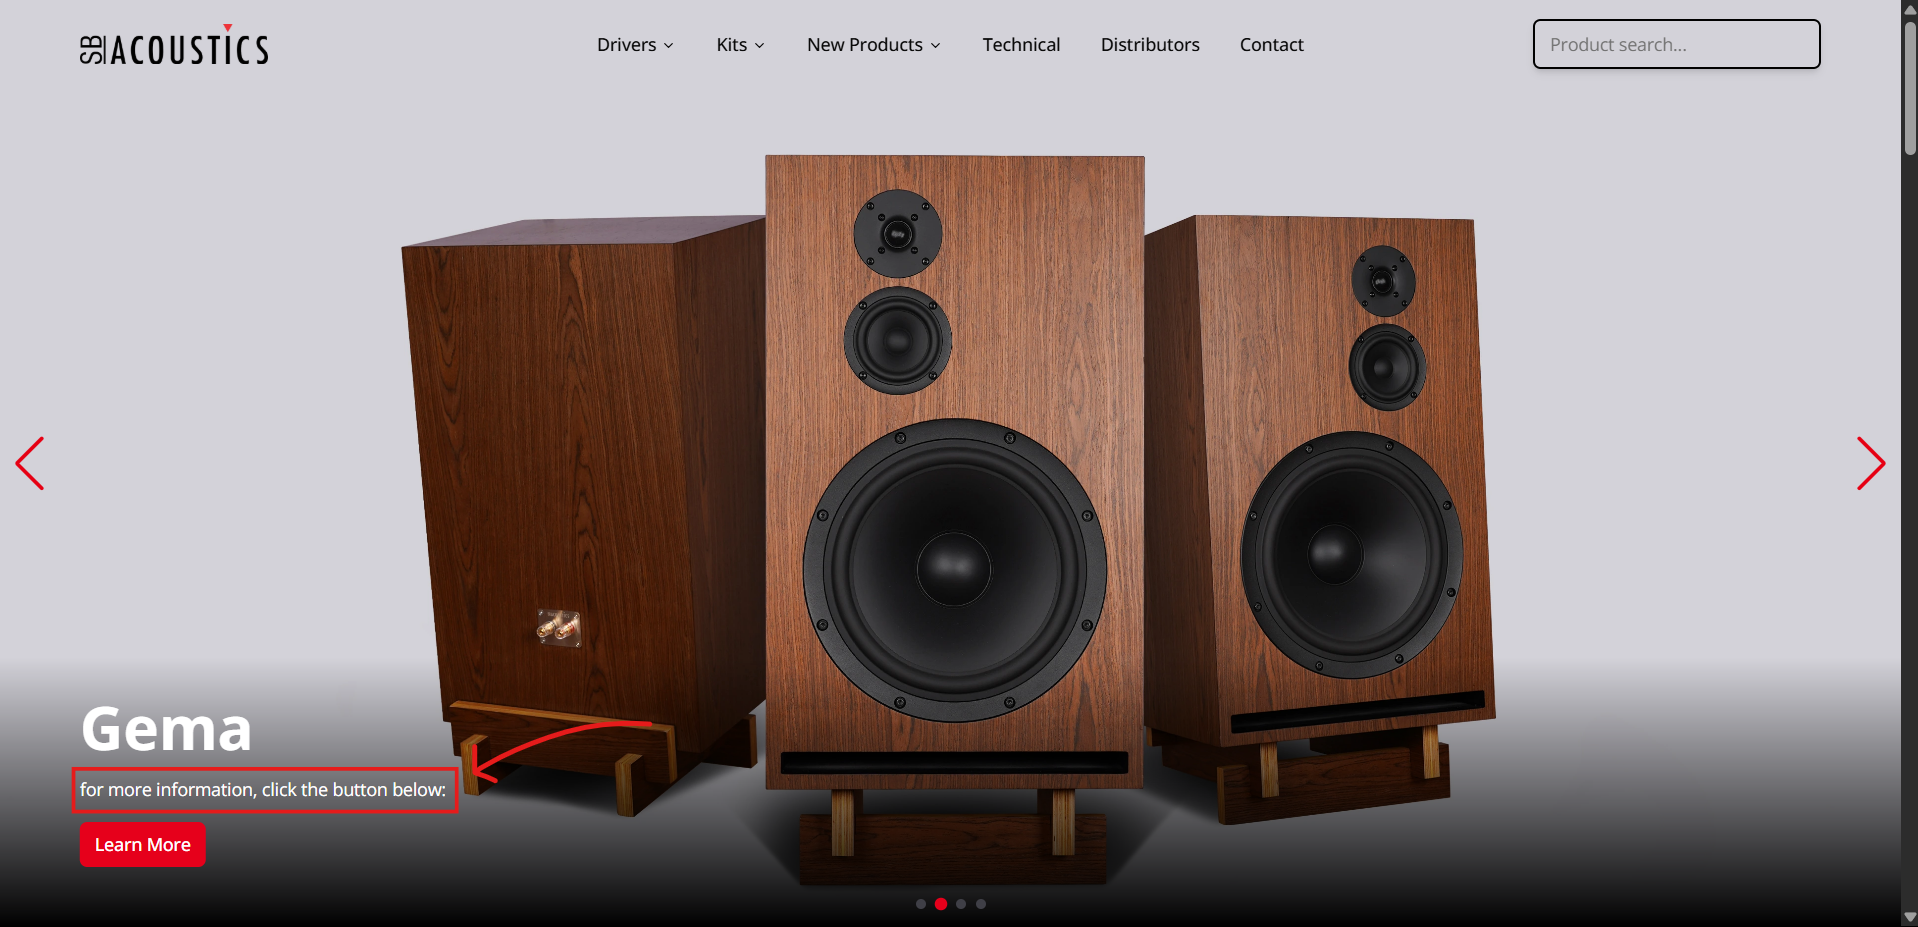 SB ACOUSTICS
Drivers
Kits
New Products
Technical
Distributors
Contact
Product search...
Gema
for more information, click the button below:
Learn More